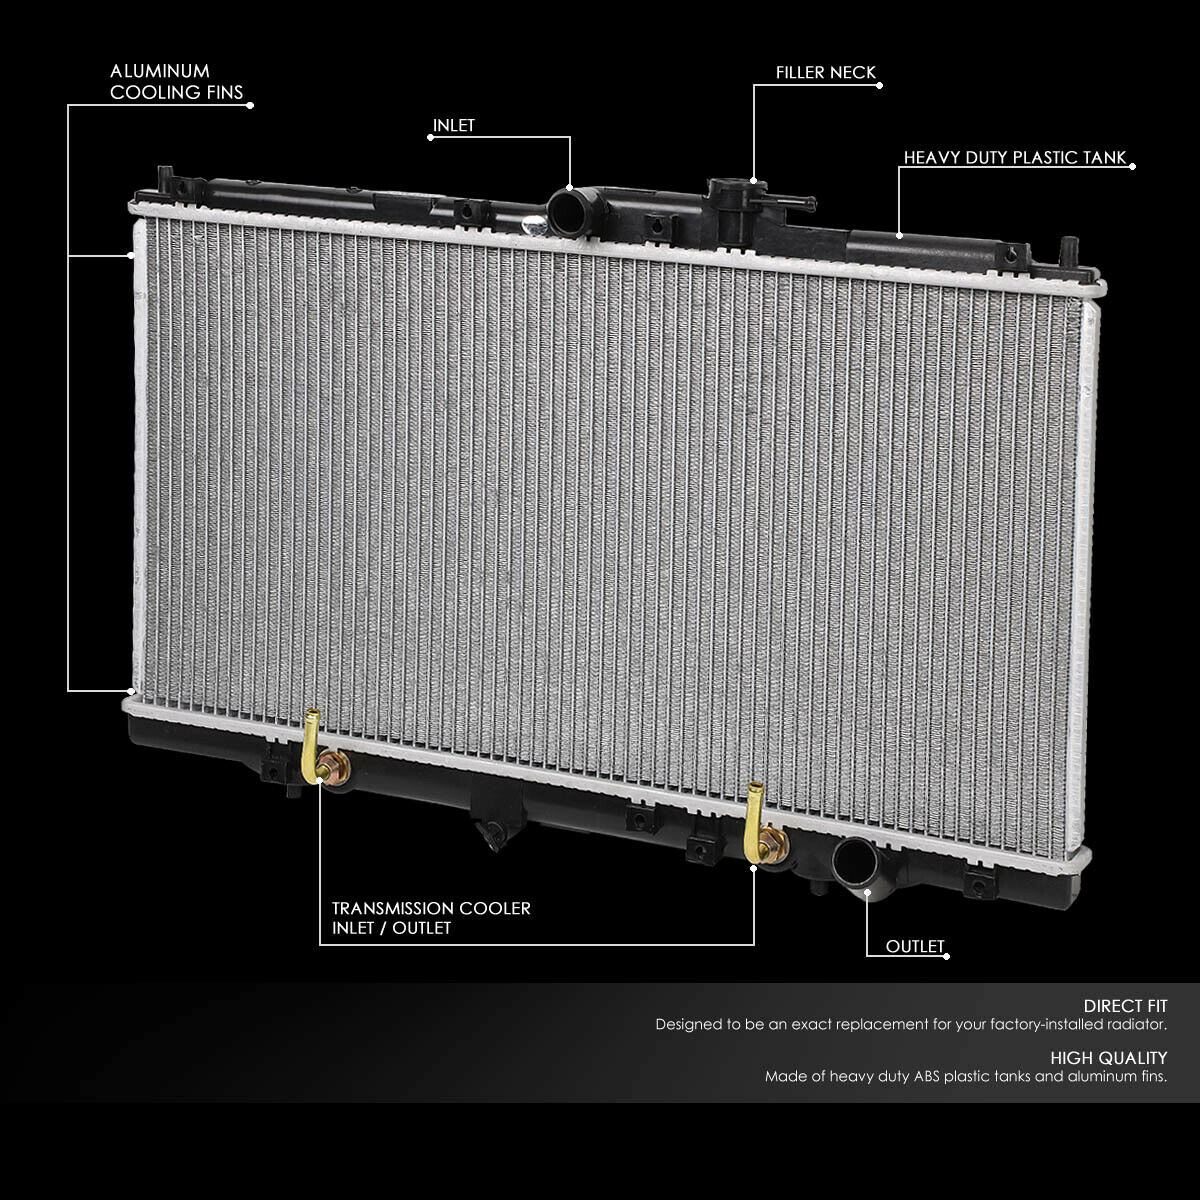 ALUMINUM
COOLING FINS
FILLER NECK
INLET
HEAVY DUTY PLASTIC TANK
TRANSMISSION COOLER
INLET / OUTLET
OUTLET
DIRECT FIT
Designed to be an exact replacement for your factory-installed radiator.
HIGH QUALITY
Made of heavy duty ABS plastic tanks and aluminum fins.